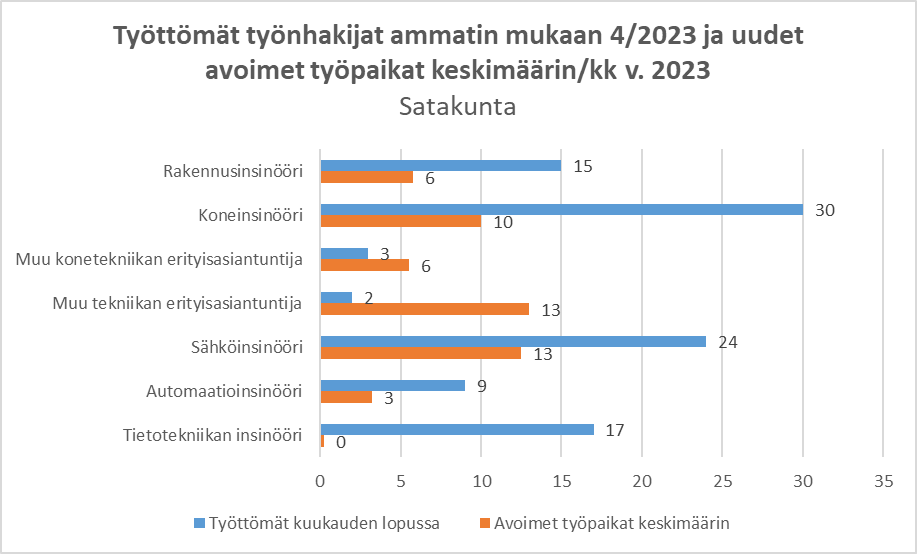 Työttömät työnhakijat ammatin mukaan 4/2023 ja uudet
avoimet työpaikat keskimäärin/kk v. 2023
Satakunta
Rakennusinsinööri
15
6
Koneinsinööri
30
10
Muu konetekniikan erityisasiantuntija
3
6
Muu tekniikan erityisasiantuntija
2
13
Sähköinsinööri
24
13
Automaatioinsinööri
9
3
Tietotekniikan insinööri
17
0
0 5 10 15 20 25 30 35
Työttömät kuukauden lopussa
Avoimet työpaikat keskimäärin